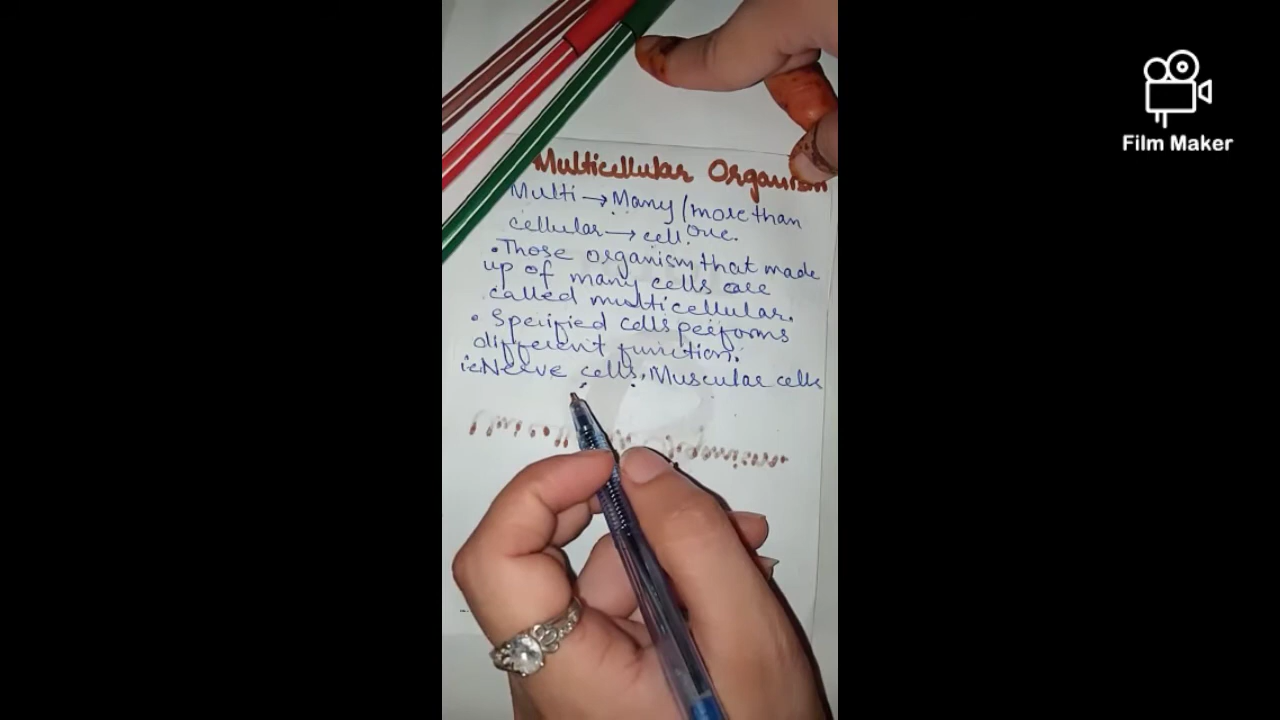 Multicellular Organism
Multi → Many / more than
cellular → cell. one.
• Those organism that made
up of many cells are
called multicellular.
• Specified cells performs
different function.
ie Nerve cells, Muscular cells
Film Maker